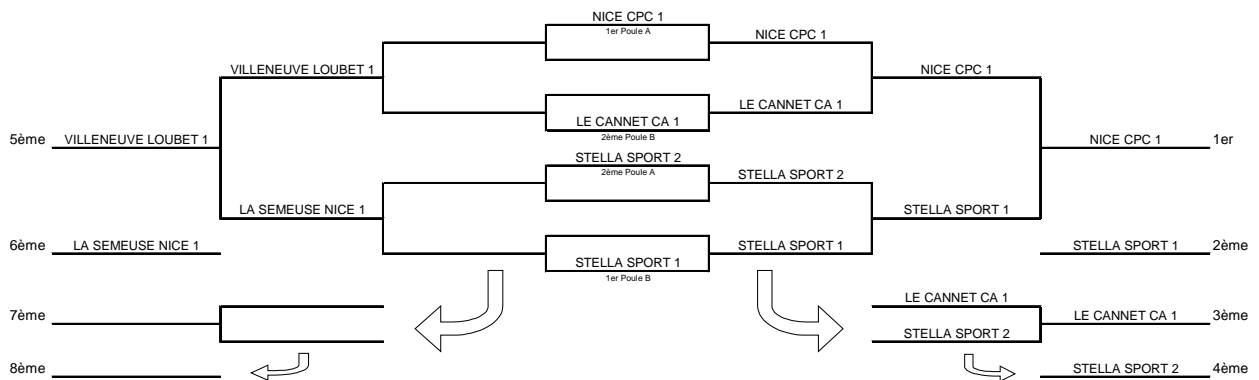 NICE CPC 1
1er Poule A
NICE CPC 1
VILLENEUVE LOUBET 1
NICE CPC 1
LE CANNET CA 1
LE CANNET CA 1
2ème Poule B
5ème
VILLENEUVE LOUBET 1
NICE CPC 1
1er
STELLA SPORT 2
2ème Poule A
STELLA SPORT 2
LA SEMEUSE NICE 1
STELLA SPORT 1
6ème
LA SEMEUSE NICE 1
STELLA SPORT 1
STELLA SPORT 1
2ème
STELLA SPORT 1
1er Poule B
LE CANNET CA 1
7ème
LE CANNET CA 1
3ème
STELLA SPORT 2
8ème
STELLA SPORT 2
4ème